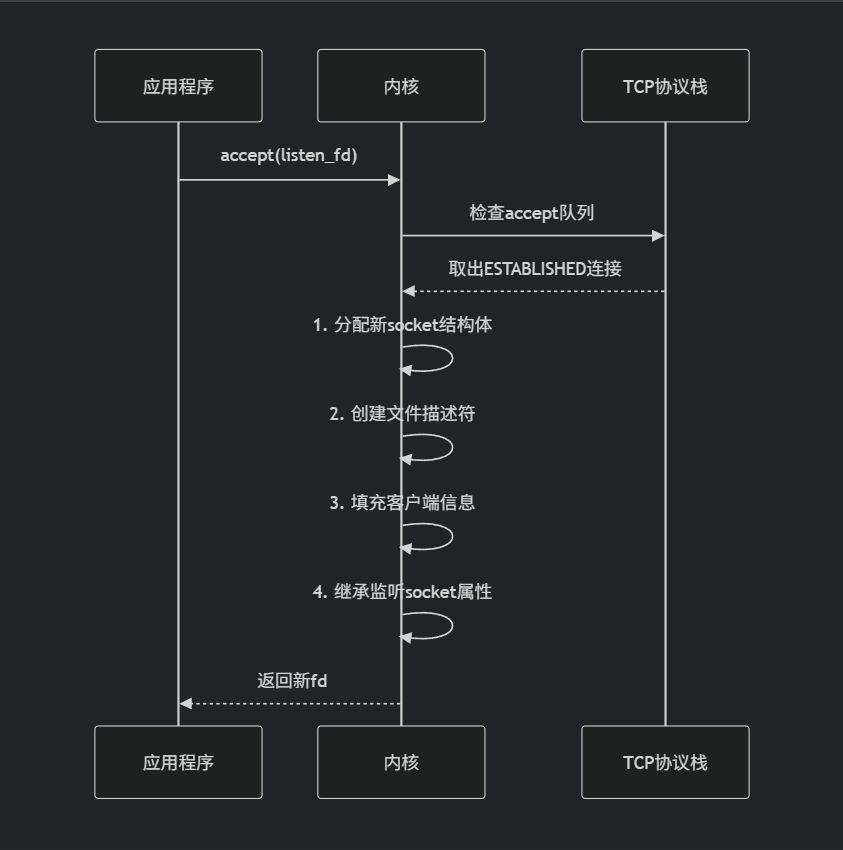 应用程序
内核
TCP协议栈
accept(listen_fd)
检查accept队列
取出ESTABLISHED连接
1. 分配新socket结构体
2. 创建文件描述符
3. 填充客户端信息
4. 继承监听socket属性
返回新fd
应用程序
内核
TCP协议栈